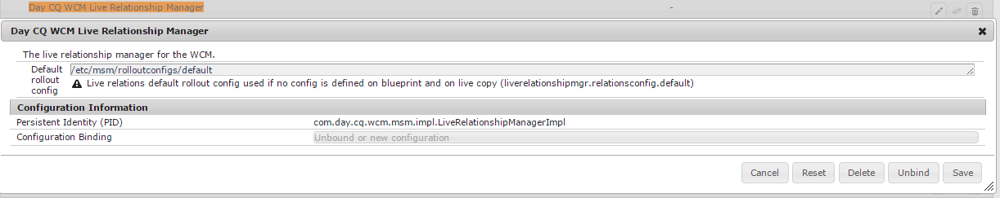 Day CQ WCM Live Relationship Manager -
Day CQ WCM Live Relationship Manager
The live relationship manager for the WCM.
Default rollout config
/etc/msm/rolloutconfigs/default
Live relations default rollout config used if no config is defined on blueprint and on live copy (liverelationshipmgr.relationsconfig.default)
Configuration Information
Persistent Identity (PID) com.day.cq.wcm.msm.impl.LiveRelationshipManagerImpl
Configuration Binding Unbound or new configuration
Cancel Reset Delete Unbind Save